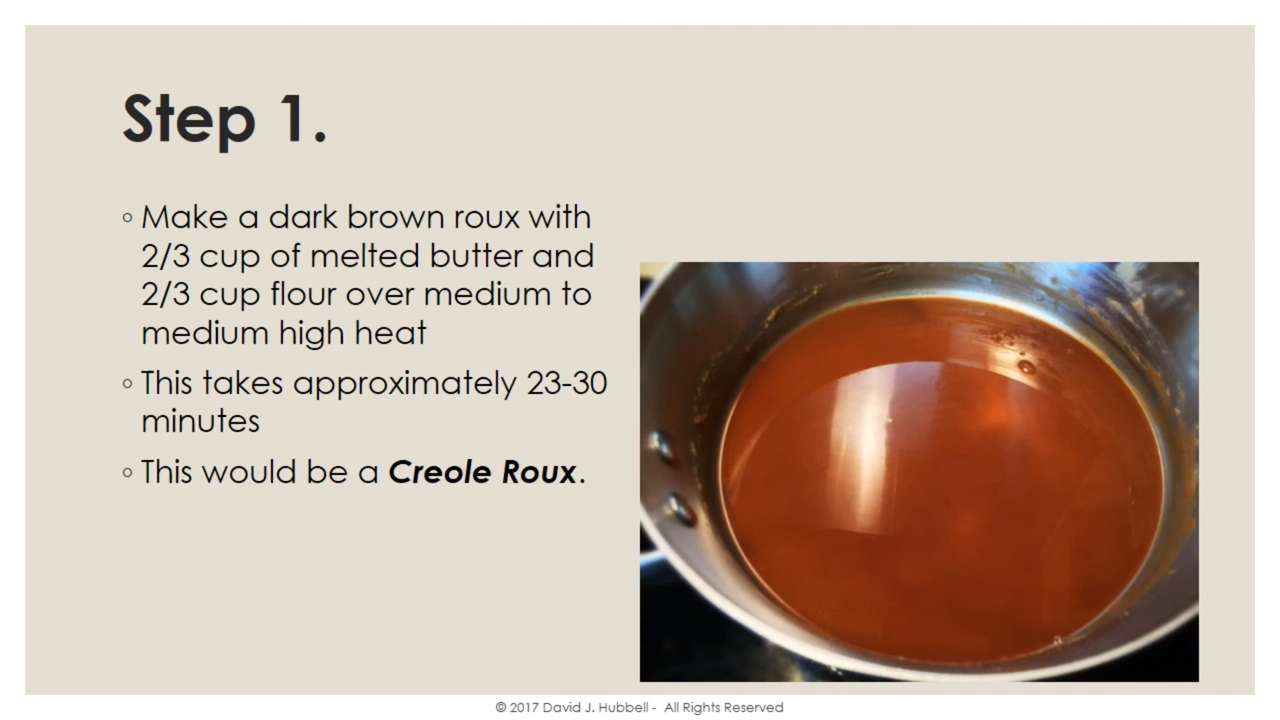 Step 1.
◦ Make a dark brown roux with
2/3 cup of melted butter and
2/3 cup flour over medium to
medium high heat
◦ This takes approximately 23-30
minutes
◦ This would be a Creole Roux.
© 2017 David J. Hubbell - All Rights Reserved